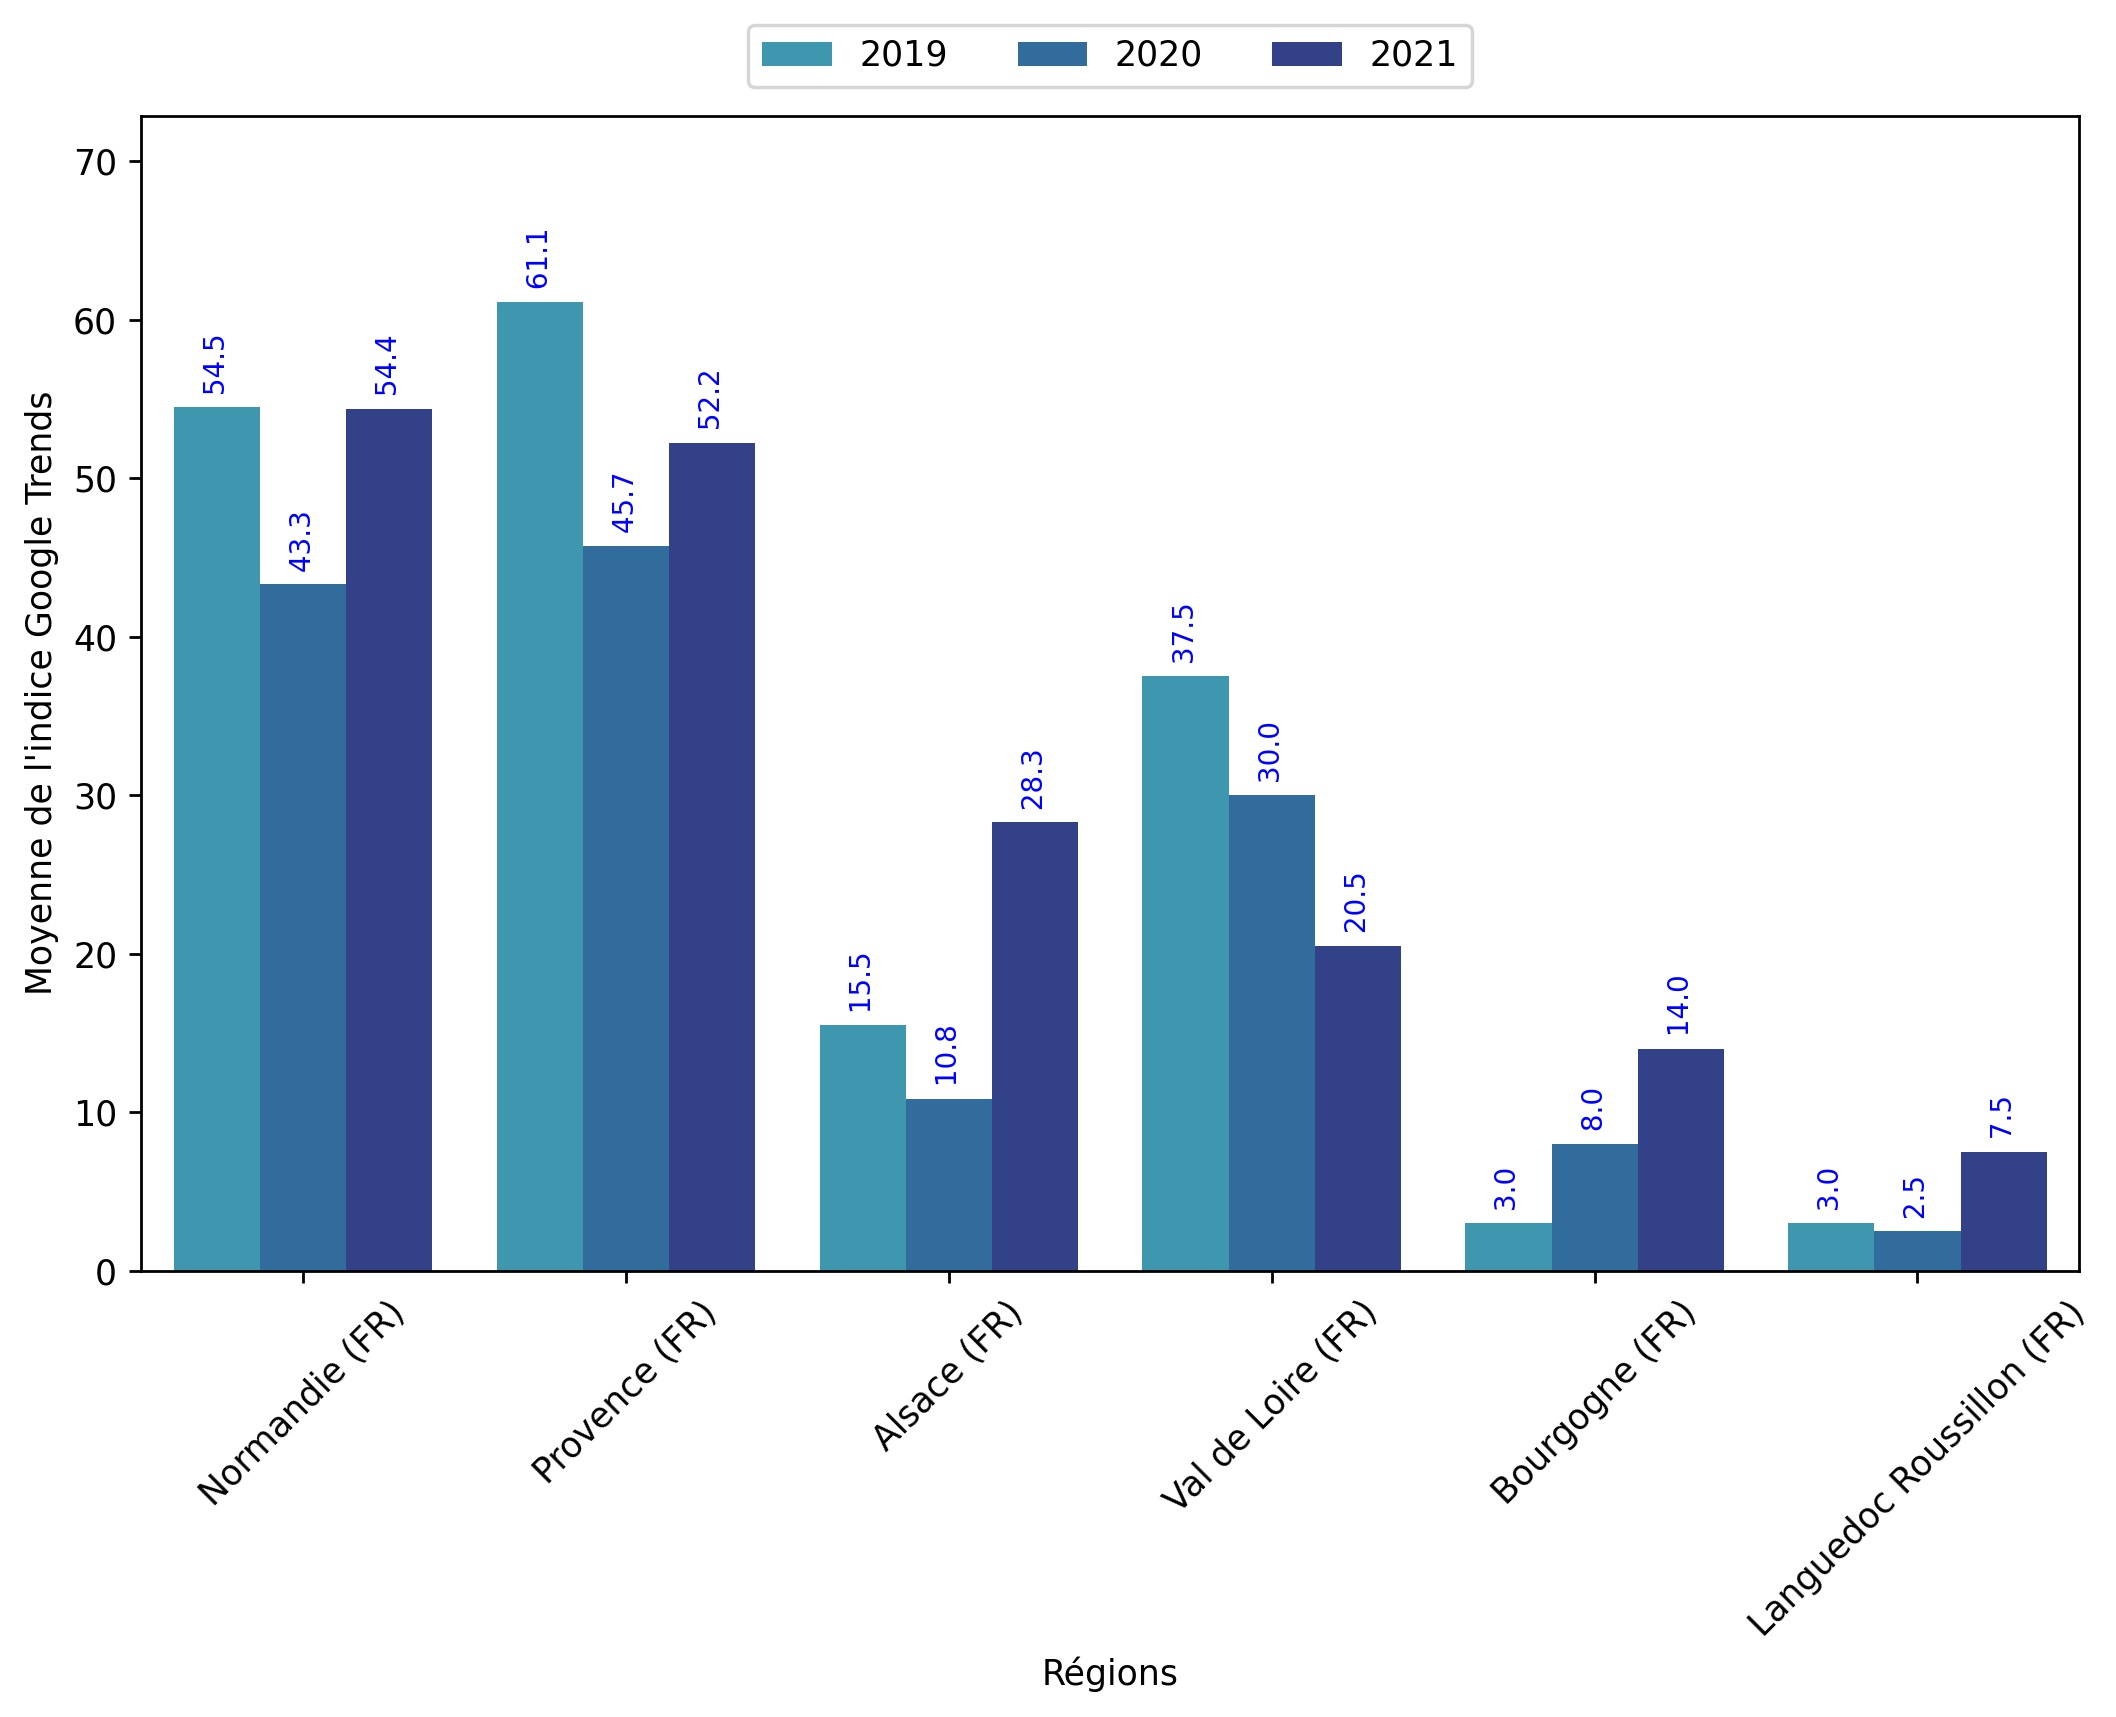 2019 2020 2021
Moyenne de l'indice Google Trends
70
60
50
40
30
20
10
0
54.5 43.3 54.4
61.1 45.7 52.2
15.5 10.8 28.3
37.5 30.0 20.5
3.0 8.0 14.0
3.0 2.5 7.5
Normandie (FR)
Provence (FR)
Alsace (FR)
Val de Loire (FR)
Bourgogne (FR)
Languedoc Roussillon (FR)
Régions